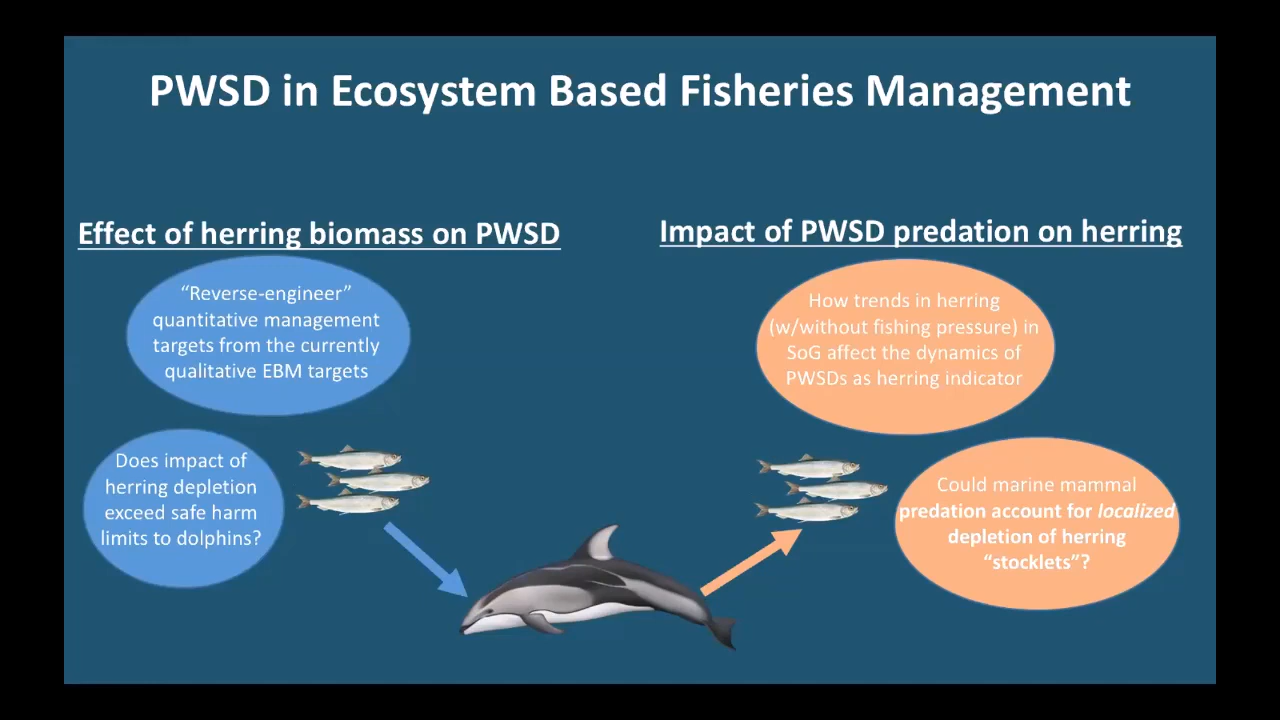 PWSD in Ecosystem Based Fisheries Management
Effect of herring biomass on PWSD
“Reverse-engineer”
quantitative management
targets from the currently
qualitative EBM targets
Does impact of
herring depletion
exceed safe harm
limits to dolphins?
Impact of PWSD predation on herring
How trends in herring
(w/without fishing pressure) in
SoG affect the dynamics of
PWSDs as herring indicator
Could marine mammal
predation account for localized
depletion of herring
“stocklets”?